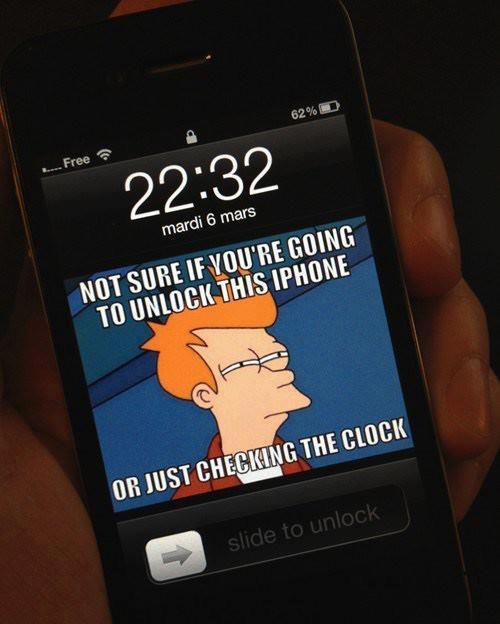 Free
62%
22:32
mardi 6 mars
NOT SURE IF YOU'RE GOING
TO UNLOCK THIS IPHONE
OR JUST CHECKING THE CLOCK
slide to unlock